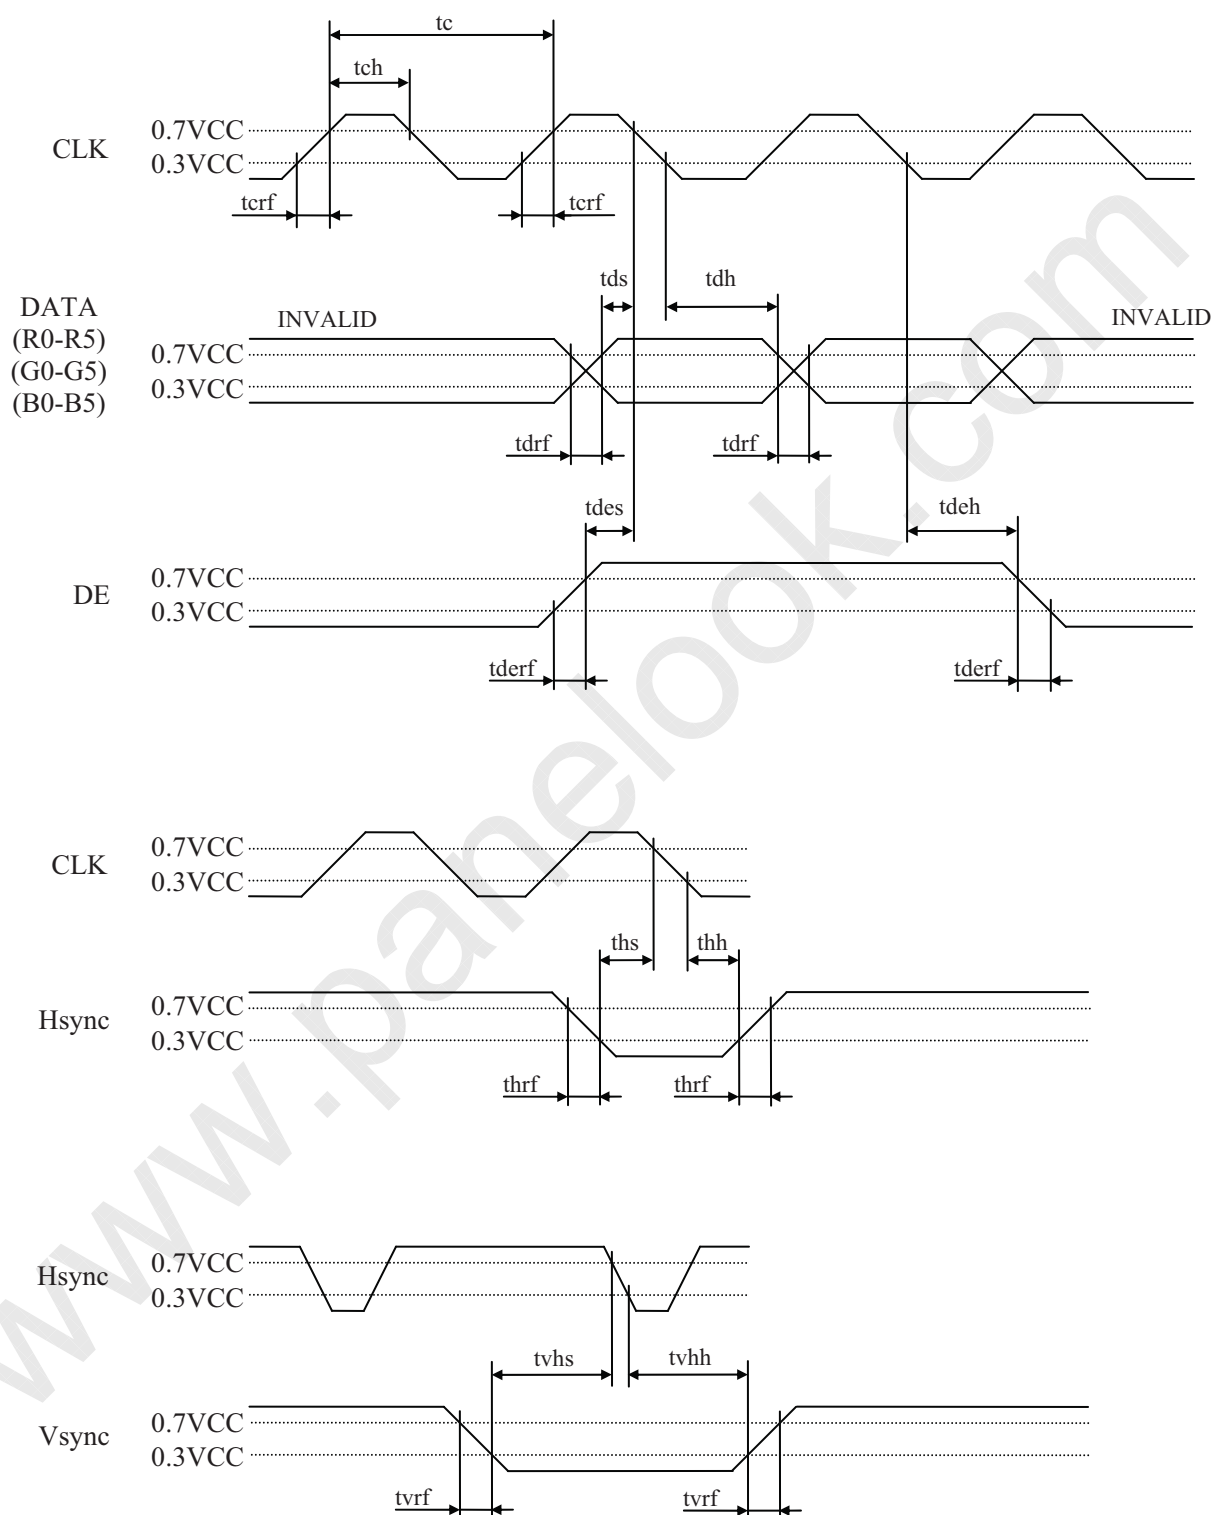 tc
tch
CLK
0.7VCC
0.3VCC
tcrf
tcrf
tds
tdh
DATA
(R0-R5)
(G0-G5)
(B0-B5)
INVALID
INVALID
0.7VCC
0.3VCC
tdrf
tdrf
tdes
tdeh
DE
0.7VCC
0.3VCC
tderf
tderf
CLK
0.7VCC
0.3VCC
ths
thh
Hsync
0.7VCC
0.3VCC
thrf
thrf
Hsync
0.7VCC
0.3VCC
tvhs
tvhh
Vsync
0.7VCC
0.3VCC
tvrf
tvrf
www.panelook.com